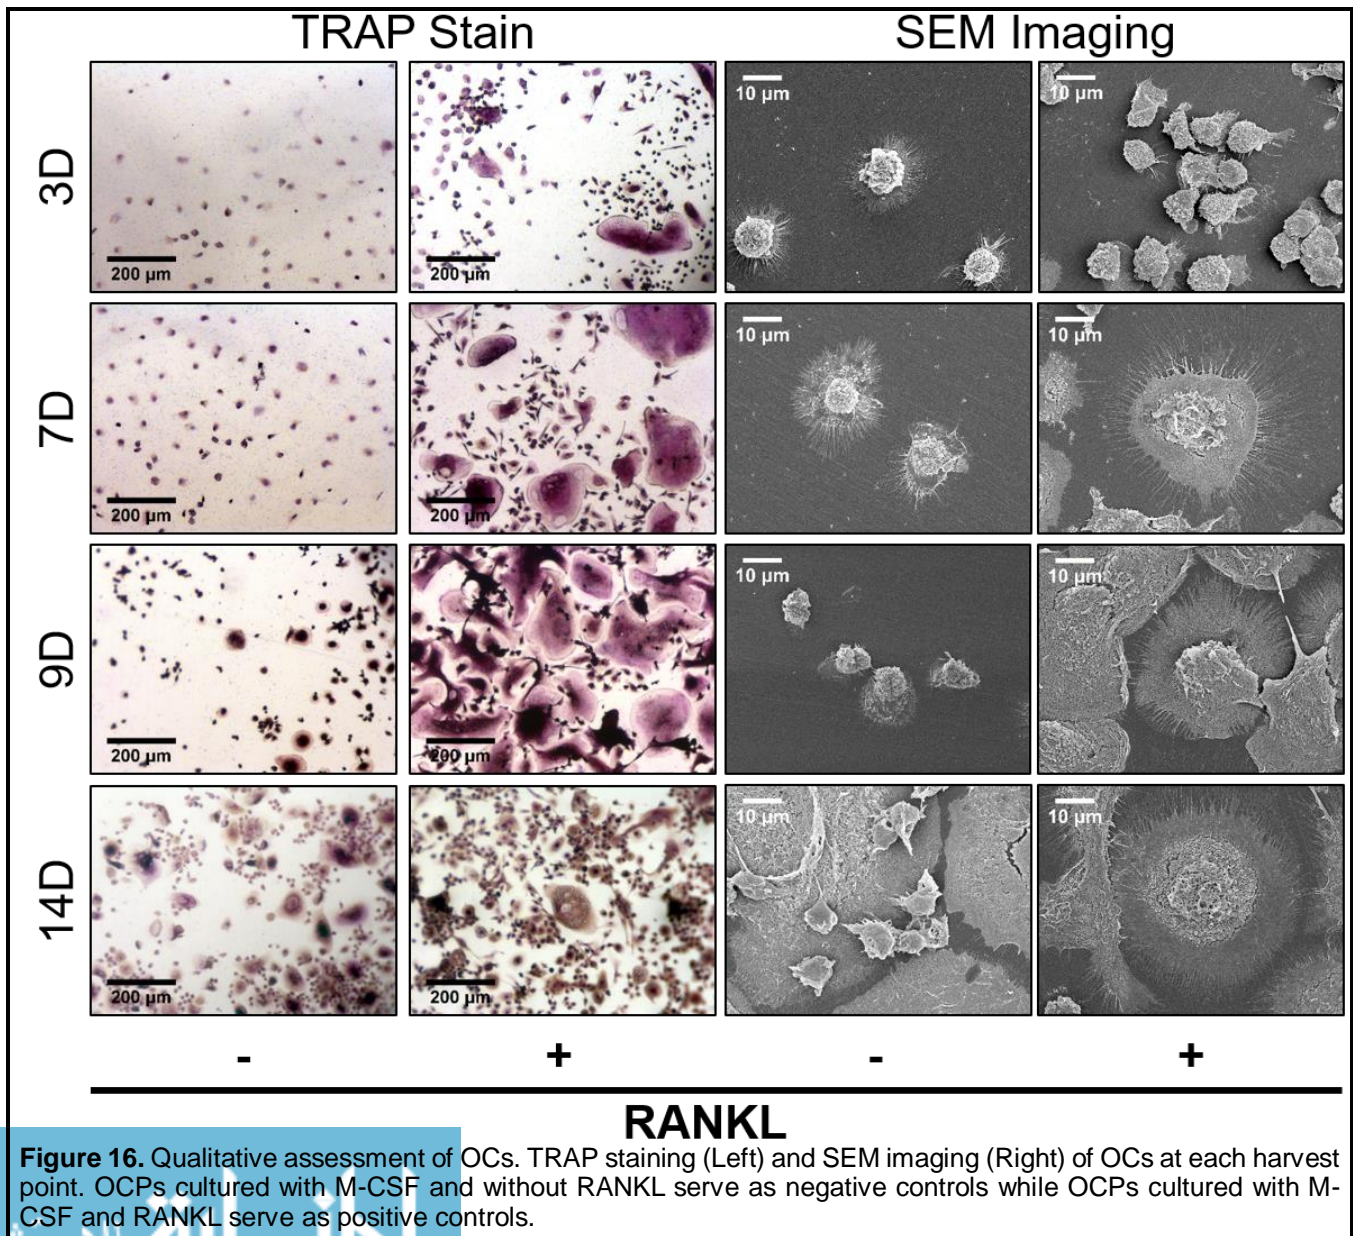 TRAP Stain
SEM Imaging
3D
200 µm
200 µm
10 µm
10 µm
7D
200 µm
200 µm
10 µm
10 µm
9D
200 µm
200 µm
10 µm
10 µm
14D
200 µm
200 µm
10 µm
10 µm
- + - +
RANKL
Figure 16. Qualitative assessment of OCs. TRAP staining (Left) and SEM imaging (Right) of OCs at each harvest
point. OCPs cultured with M-CSF and without RANKL serve as negative controls while OCPs cultured with M-
CSF and RANKL serve as positive controls.